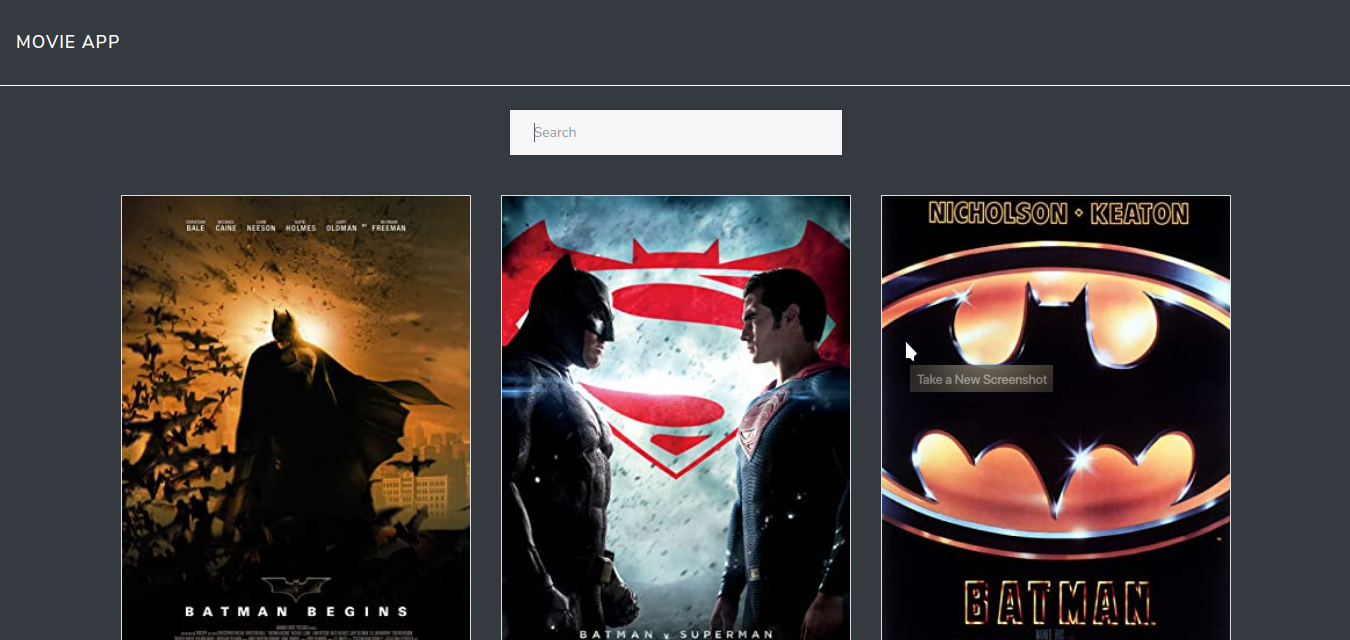 MOVIE APP
Search
CHRISTIAN MICHAEL LIAM KATIE GARY MORGAN
BALE CAINE NEESON HOLMES OLDMAN FREEMAN
BATMAN BEGINS
BATMAN v SUPERMAN
NICHOLSON • KEATON
Take a New Screenshot
BATMAN